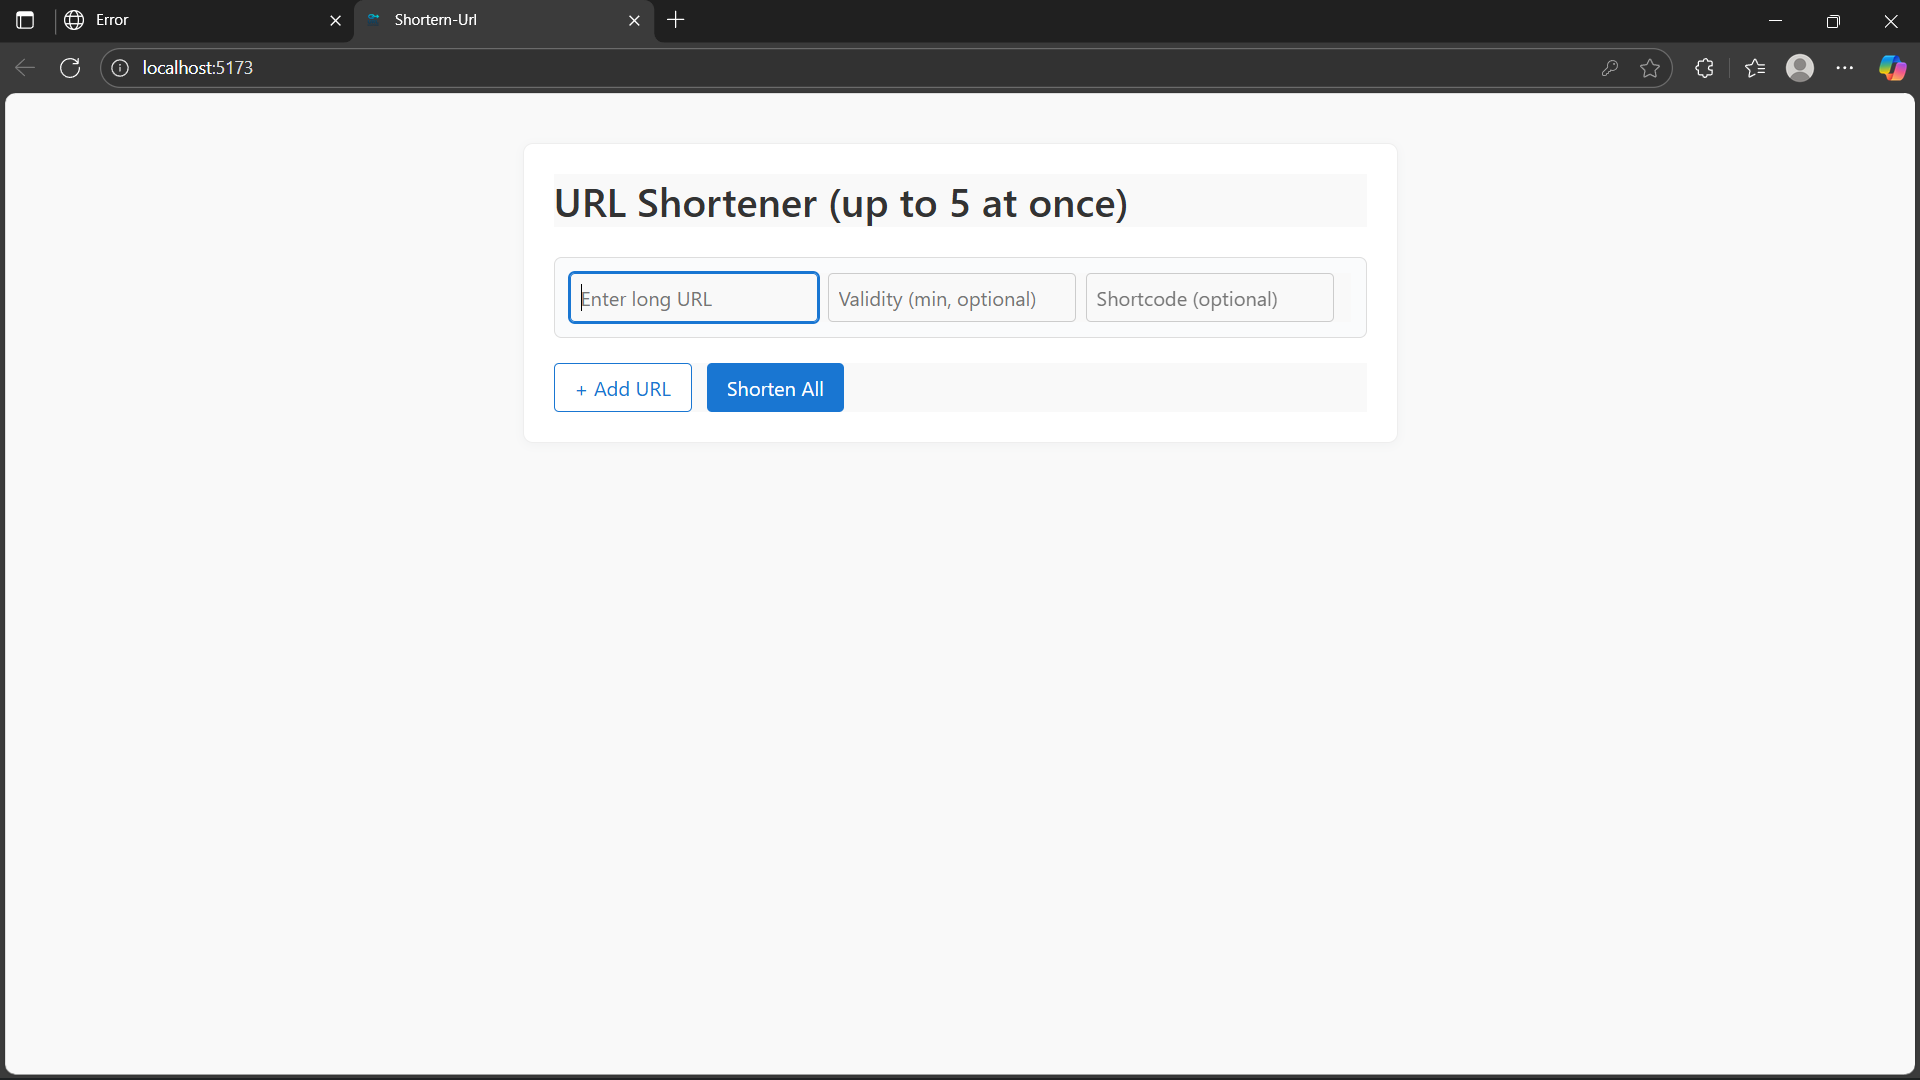 Error
Shortern-Url
localhost:5173
URL Shortener (up to 5 at once)
Enter long URL
Validity (min, optional)
Shortcode (optional)
+ Add URL
Shorten All